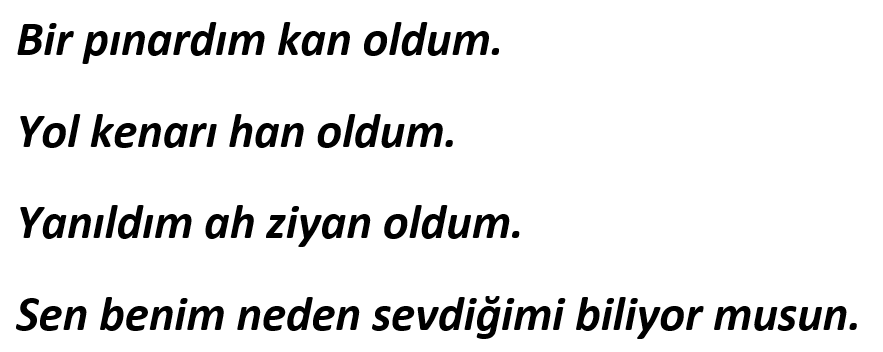 Bir pınardım kan oldum.
Yol kenarı han oldum.
Yanıldım ah ziyan oldum.
Sen benim neden sevdiğimi biliyor musun.